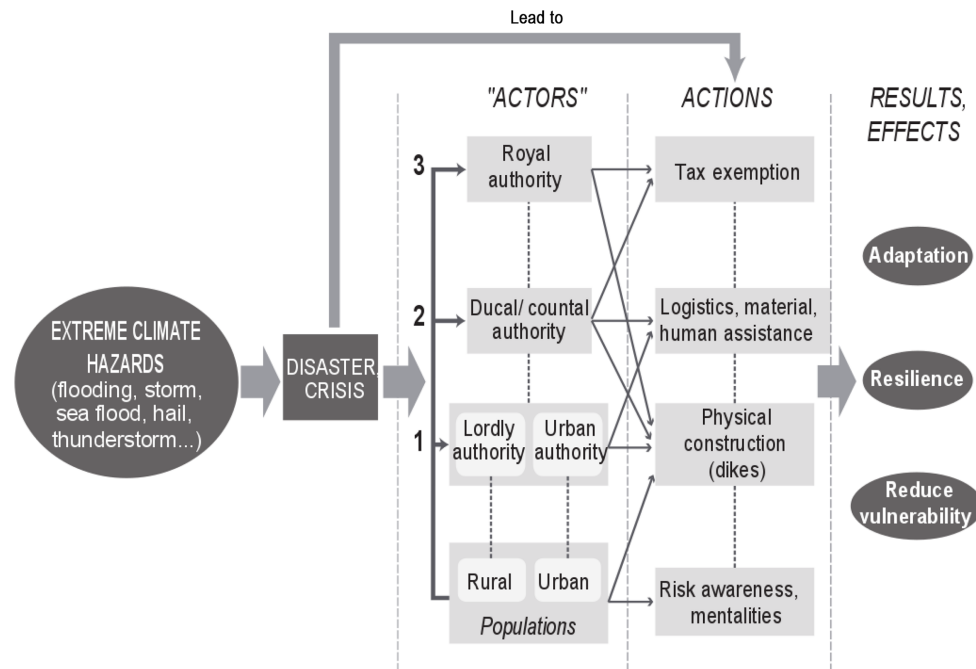 Lead to
"ACTORS"
ACTIONS
RESULTS,
EFFECTS
EXTREME CLIMATE
HAZARDS
(flooding, storm,
sea flood, hail,
thunderstorm...)
DISASTER
CRISIS
3
Royal
authority
2
Ducal/ countal
authority
1
Lordly
authority
Urban
authority
Rural
Urban
Populations
Tax exemption
Logistics, material,
human assistance
Physical
construction
(dikes)
Risk awareness,
mentalities
Adaptation
Resilience
Reduce
vulnerability